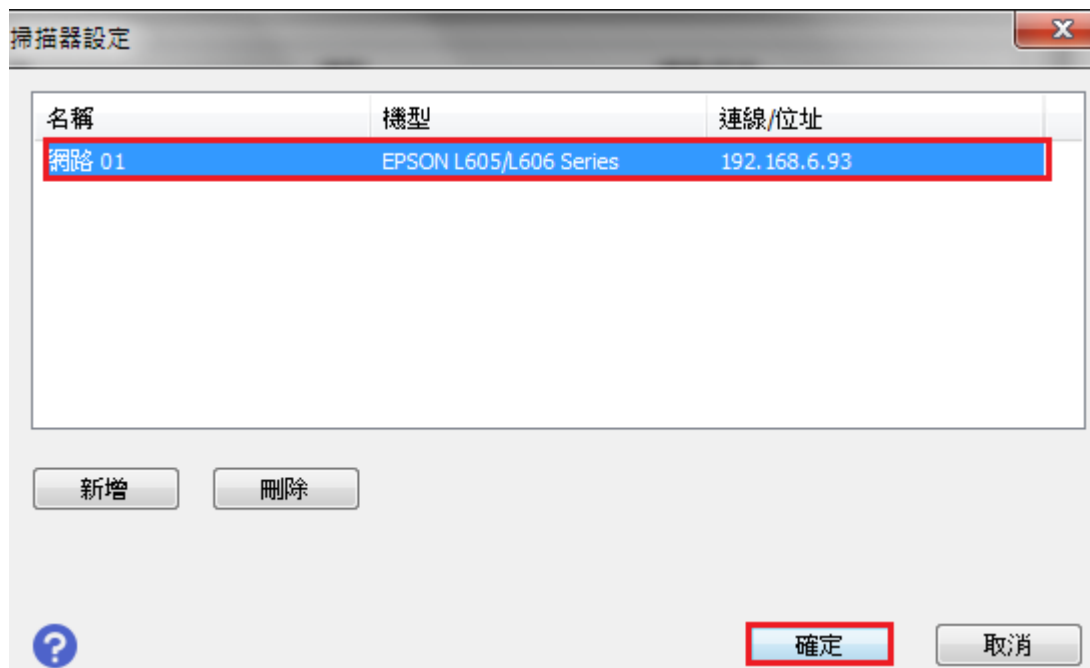 掃描器設定
名稱 機型 連線/位址
網路 01 EPSON L605/L606 Series 192.168.6.93
新增 刪除
? 確定 取消